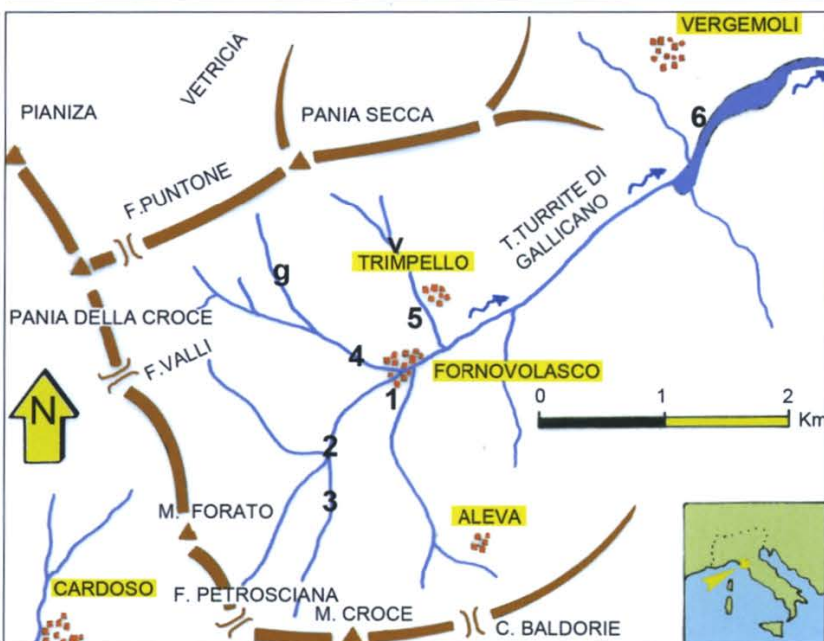 VERGEMOLI
VETRICIA
PIANIZA
PANIA SECCA
6
F.PUNTONE
T.TURRITE DI
GALLICANO
v
TRIMPELLO
g
PANIA DELLA CROCE
5
F.VALLI
4
FORNOVOLASCO
1
0 1 2
Km
N
2
3
M. FORATO
ALEVA
CARDOSO
F. PETROSCIANA
M. CROCE
C. BALDORIE